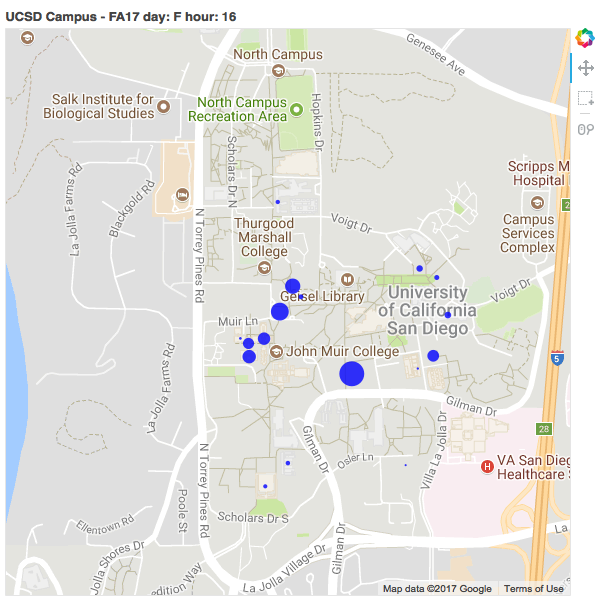 UCSD Campus - FA17 day: F hour: 16
Genesee Ave
North Campus
Salk Institute for
Biological Studies
North Campus
Recreation Area
Hopkins Dr
Scripps M
Hospital
La Jolla Farms Rd
Blackgold Rd
Scholars Dr N
2
Campus
Services
Complex
N Torrey Pines Rd
Voigt Dr
Thurgood
Marshall
College
Voigt Dr
Geisel Library
University
of California
San Diego
Muir Ln
John Muir College
5
La Jolla Farms Rd
Gilman Dr
Villa La Jolla Dr
28
Gilman Dr
N Torrey Pines Rd
Osler Ln
VA San Dieg
Healthcare
H
Poole St
Ellentown Rd
Scholars Dr S
La
Gilman Dr
La Jolla Shores Dr
La Jolla Village Dr
edition Way
Map data ©2017 Google
Terms of Use